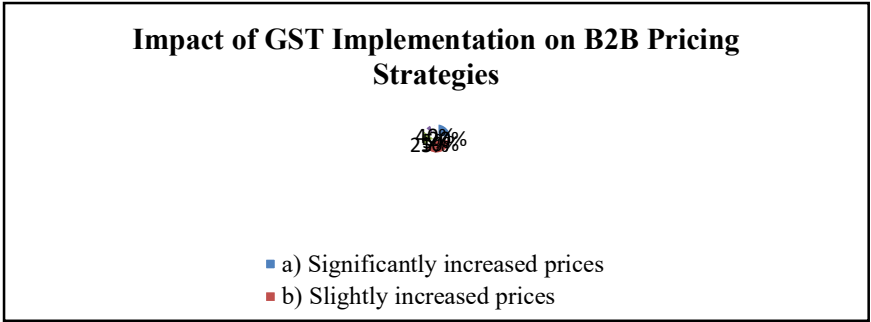 Impact of GST Implementation on B2B Pricing
Strategies
a) Significantly increased prices
b) Slightly increased prices